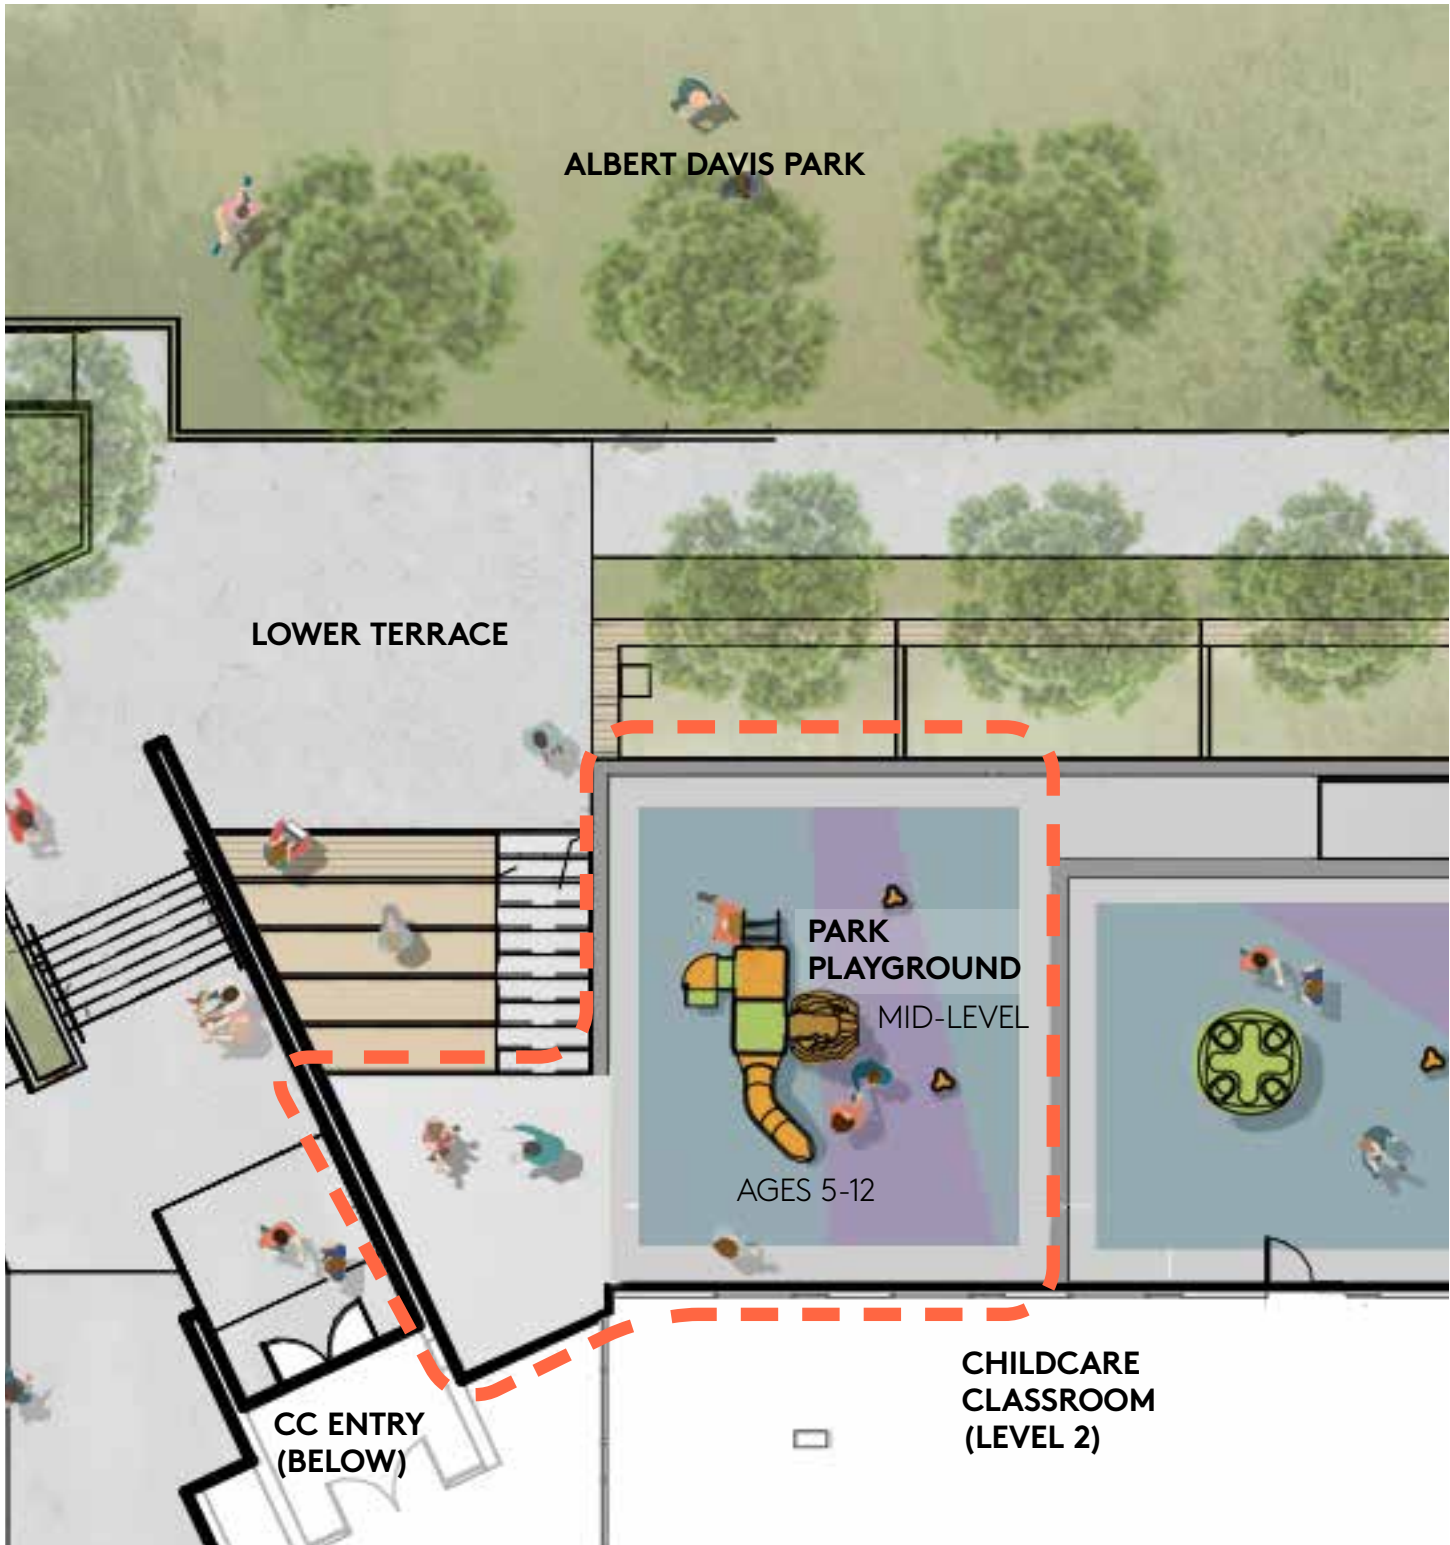 ALBERT DAVIS PARK
LOWER TERRACE
PARK
PLAYGROUND
MID-LEVEL
AGES 5-12
CHILDCARE
CLASSROOM
(LEVEL 2)
CC ENTRY
(BELOW)